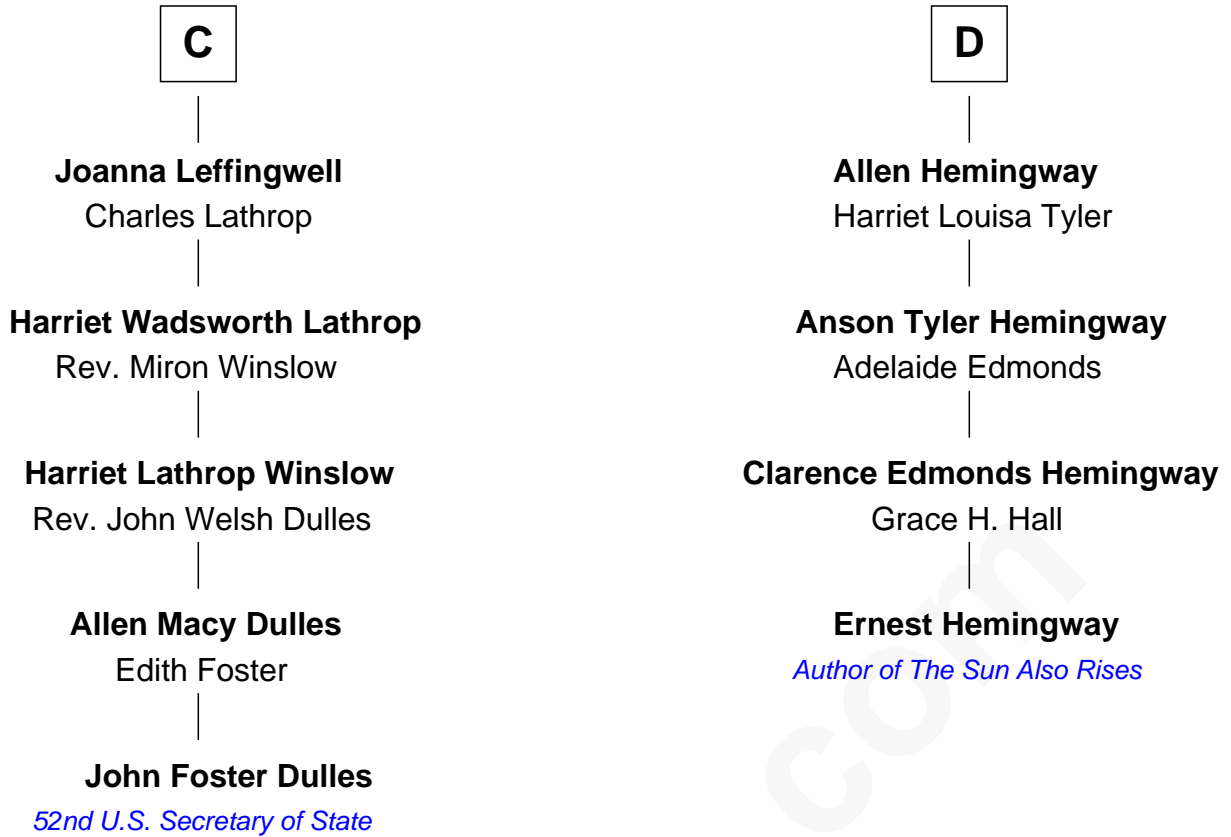 C
Joanna Leffingwell
Charles Lathrop
Harriet Wadsworth Lathrop
Rev. Miron Winslow
Harriet Lathrop Winslow
Rev. John Welsh Dulles
Allen Macy Dulles
Edith Foster
John Foster Dulles
52nd U.S. Secretary of State
D
Allen Hemingway
Harriet Louisa Tyler
Anson Tyler Hemingway
Adelaide Edmonds
Clarence Edmonds Hemingway
Grace H. Hall
Ernest Hemingway
Author of The Sun Also Rises
com